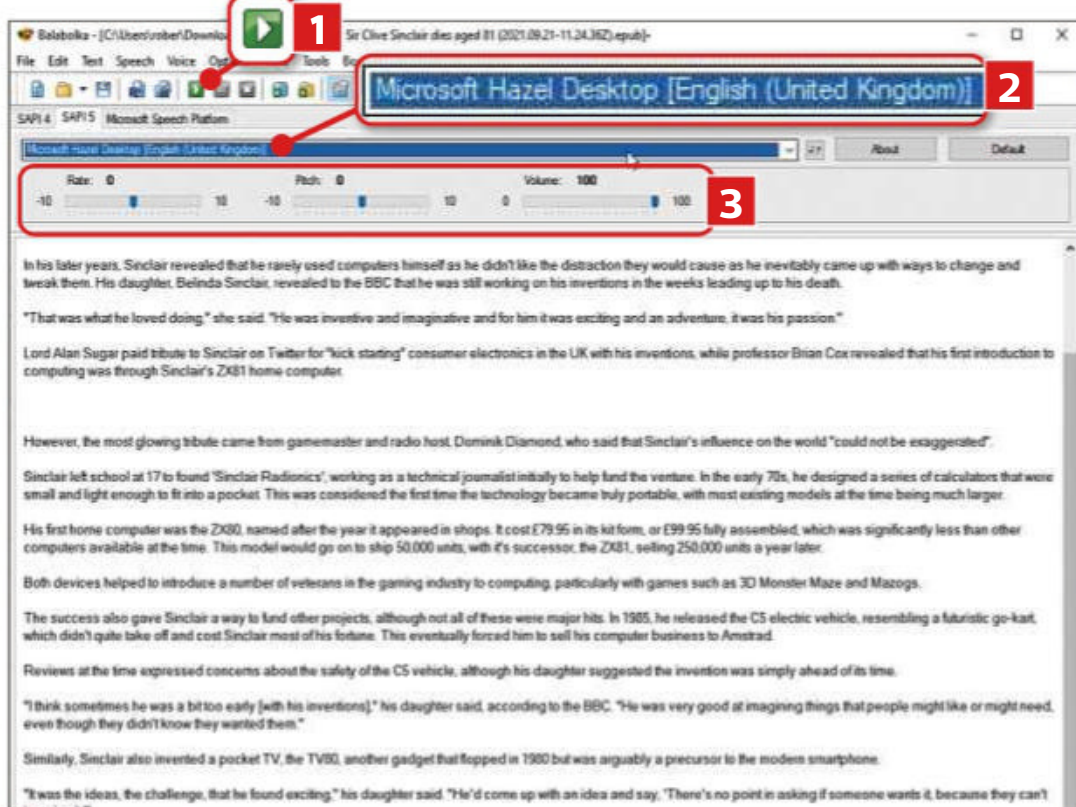 1
Balabolka - [C:\Users\rober\Downlo Sir Clive Sinclair dies aged 81 (2021.09.21-11.24.36Z).epub]-
File Edit Text Speech Voice Op Tools B
Microsoft Hazel Desktop [English (United Kingdom)] 2
SAPI 4 SAPI 5 Microsoft Speech Platform
Microsoft Hazel Desktop [English (United Kingdom)] About Default
Rate: 0 Pitch: 0 Volume: 100
-10 10 -10 10 0 100 3
In his later years, Sinclair revealed that he rarely used computers himself as he didn't like the distraction they would cause as he inevitably came up with ways to change and
tweak them. His daughter, Belinda Sinclair, revealed to the BBC that he was still working on his inventions in the weeks leading up to his death.
"That was what he loved doing," she said. "He was inventive and imaginative and for him it was exciting and an adventure, it was his passion."
Lord Alan Sugar paid tribute to Sinclair on Twitter for "kick starting" consumer electronics in the UK with his inventions, while professor Brian Cox revealed that his first introduction to
computing was through Sinclair's ZX81 home computer.
However, the most glowing tribute came from gamemaster and radio host, Dominik Diamond, who said that Sinclair's influence on the world "could not be exaggerated".
Sinclair left school at 17 to found 'Sinclair Radionics', working as a technical journalist initially to help fund the venture. In the early 70s, he designed a series of calculators that were
small and light enough to fit into a pocket. This was considered the first time the technology became truly portable, with most existing models at the time being much larger.
His first home computer was the ZX80, named after the year it appeared in shops. It cost £79.95 in its kit form, or £99.95 fully assembled, which was significantly less than other
computers available at the time. This model would go on to ship 50,000 units, with it's successor, the ZX81, selling 250,000 units a year later.
Both devices helped to introduce a number of veterans in the gaming industry to computing, particularly with games such as 3D Monster Maze and Mazogs.
The success also gave Sinclair a way to fund other projects, although not all of these were major hits. In 1985, he released the C5 electric vehicle, resembling a futuristic go-kart,
which didn't quite take off and cost Sinclair most of his fortune. This eventually forced him to sell his computer business to Amstrad.
Reviews at the time expressed concerns about the safety of the C5 vehicle, although his daughter suggested the invention was simply ahead of its time.
"I think sometimes he was a bit too early [with his inventions]," his daughter said, according to the BBC. "He was very good at imagining things that people might like or might need,
even though they didn't know they wanted them."
Similarly, Sinclair also invented a pocket TV, the TV80, another gadget that flopped in 1980 but was arguably a precursor to the modern smartphone.
"It was the ideas, the challenge, that he found exciting," his daughter said. "He'd come up with an idea and say, 'There's no point in asking if someone wants it, because they can't